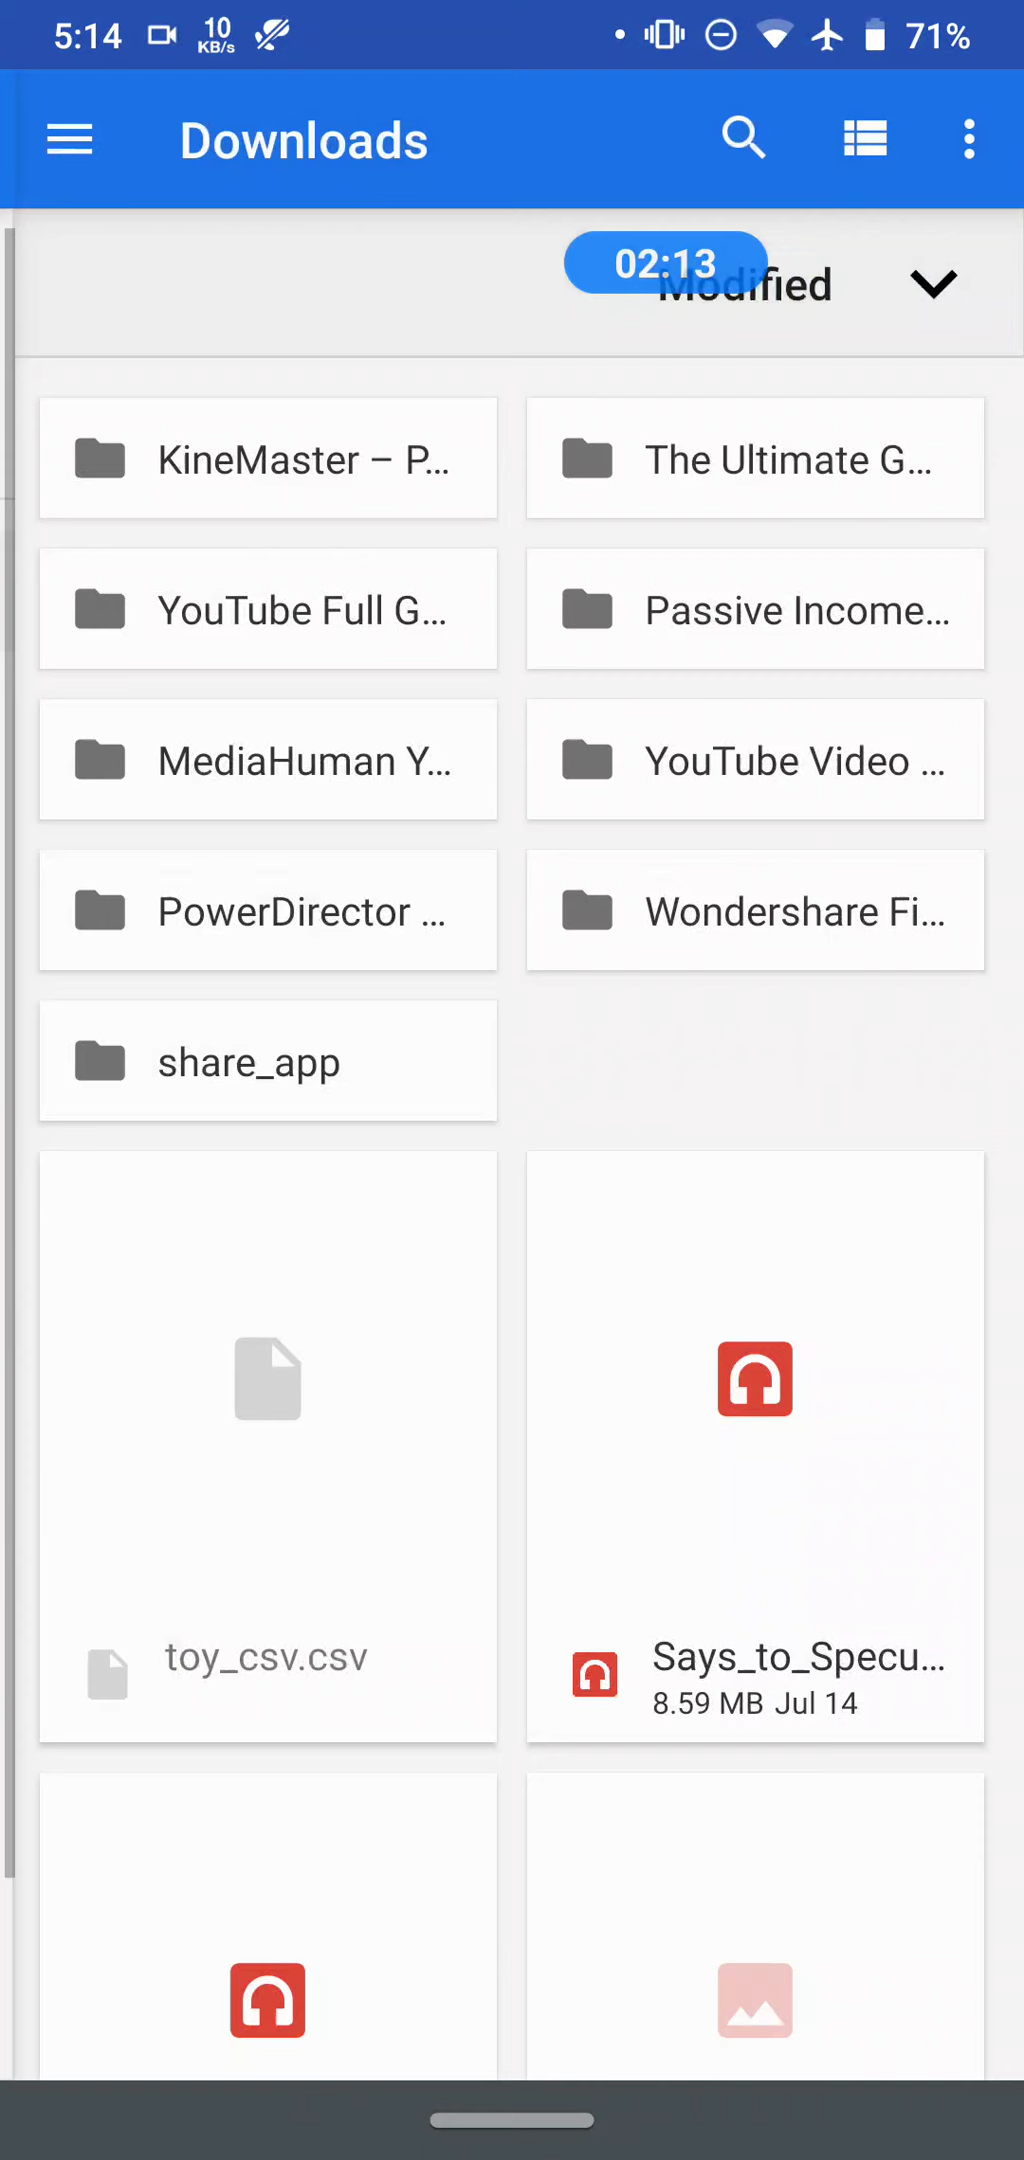 5:14 10 KB/s 71%
Downloads
02:13
Modified
KineMaster – P...
The Ultimate G...
YouTube Full G...
Passive Income...
MediaHuman Y...
YouTube Video ...
PowerDirector ...
Wondershare Fi...
share_app
toy_csv.csv
Says_to_Specu...
8.59 MB Jul 14